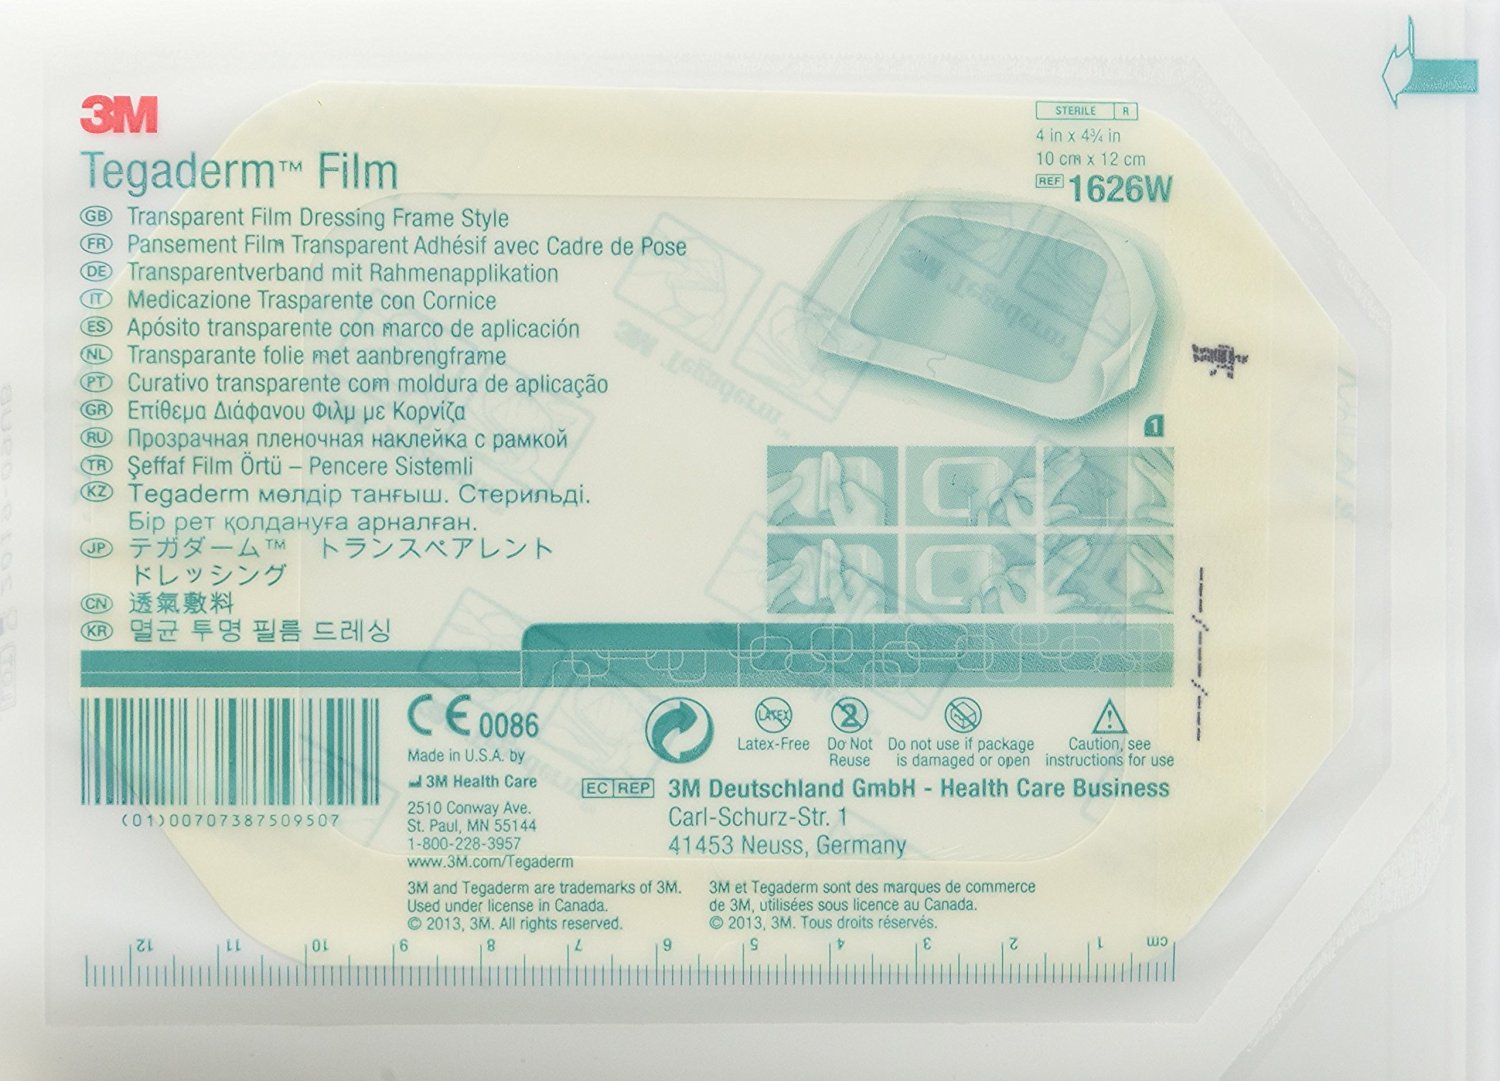 3M
Tegaderm™ Film
GB Transparent Film Dressing Frame Style
FR Pansement Film Transparent Adhésif avec Cadre de Pose
DE Transparentverband mit Rahmenapplikation
IT Medicazione Trasparente con Cornice
ES Apósito transparente con marco de aplicación
NL Transparante folie met aanbrengframe
PT Curativo transparente com moldura de aplicação
GR Επίθεμα Διάφανου Φιλμ με Κορνίζα
RU Прозрачная пленочная наклейка с рамкой
TR Şeffaf Film Örtü – Pencere Sistemli
KZ Tegaderm мөлдір таңғыш. Стерильді.
Бір рет қолдануға арналған.
JP テガダーム™ トランスペアレント
ドレッシング
CN 透氣敷料
KR 멸균 투명 필름 드레싱
STERILE R
4 in x 4¾ in
10 cm x 12 cm
REF 1626W
3M Tegaderm™
3M Tegaderm™
1
(01)00707387509507
CE 0086
Made in U.S.A. by
3M Health Care
2510 Conway Ave.
St. Paul, MN 55144
1-800-228-3957
www.3M.com/Tegaderm
LATEX
Latex-Free
2
Do Not
Reuse
Do not use if package
is damaged or open
Caution, see
instructions for use
EC REP
3M Deutschland GmbH - Health Care Business
Carl-Schurz-Str. 1
41453 Neuss, Germany
3M and Tegaderm are trademarks of 3M.
Used under license in Canada.
© 2013, 3M. All rights reserved.
3M et Tegaderm sont des marques de commerce
de 3M, utilisées sous licence au Canada.
© 2013, 3M. Tous droits réservés.
12 11 10 9 8 7 6 5 4 3 2 1 cm